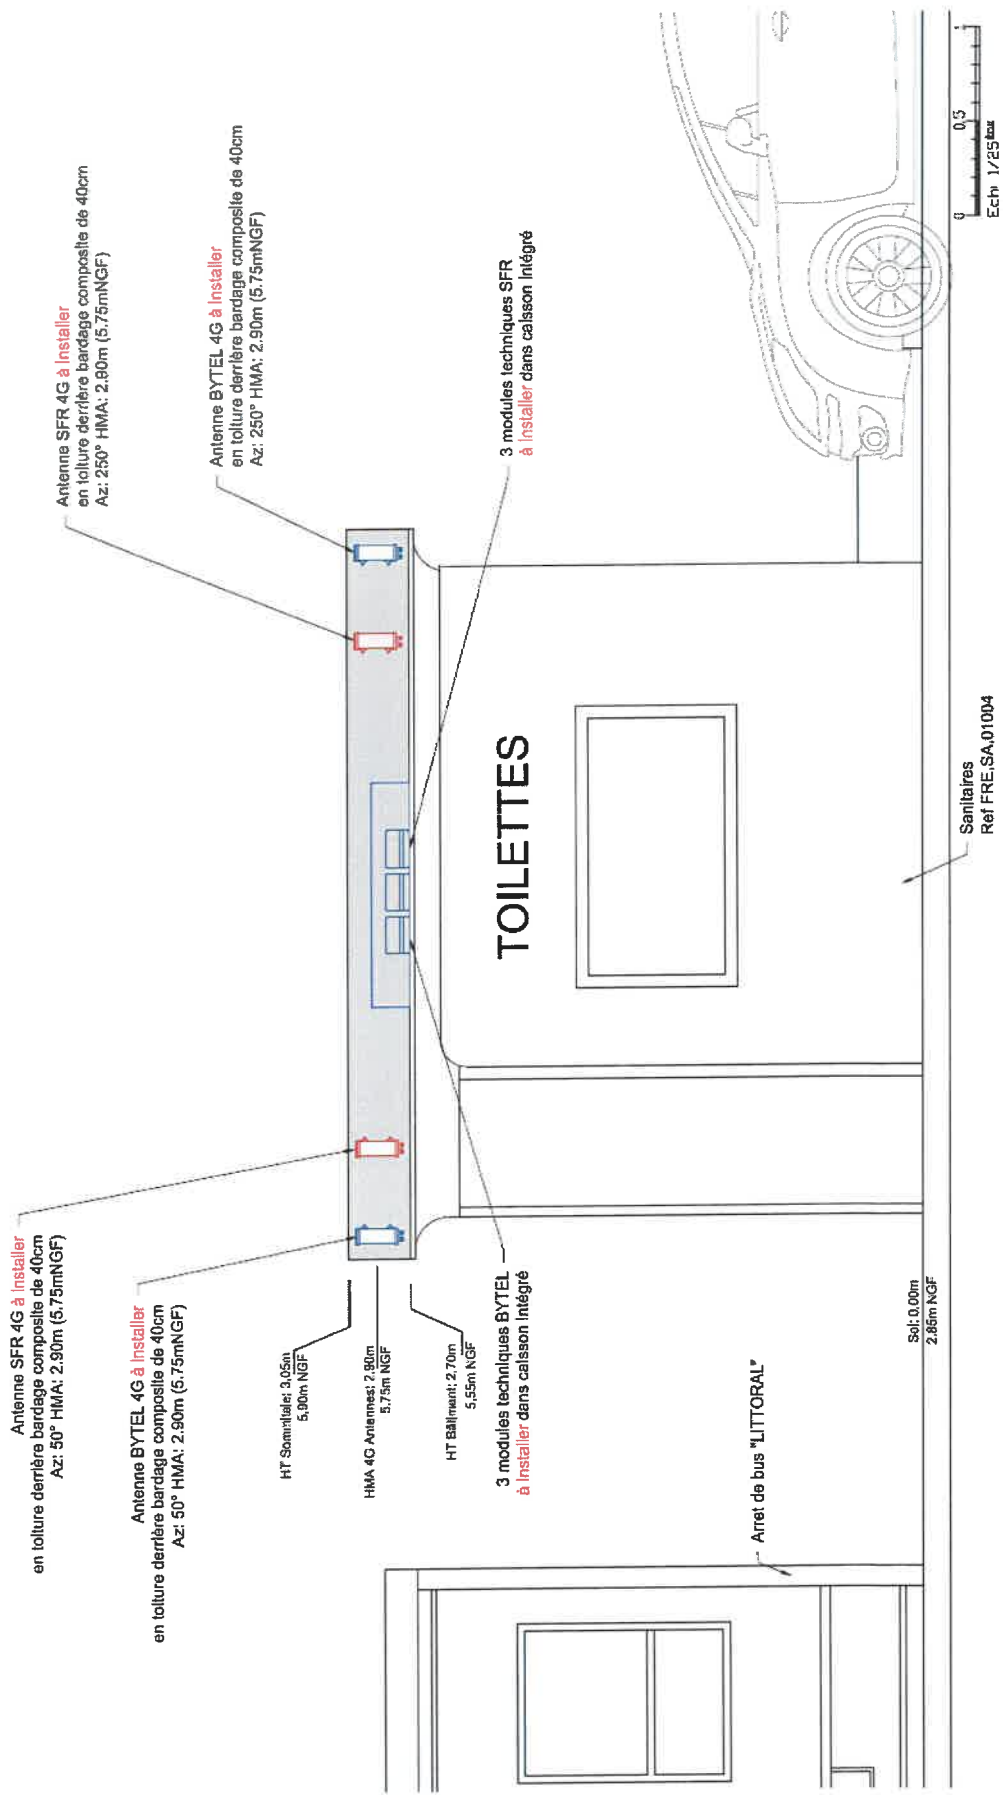 Antenne SFR 4G à Installer
en toiture derrière bardage composite de 40cm
Az: 50° HMA: 2.90m (5.75mNGF)
Antenne BYTEL 4G à Installer
en toiture derrière bardage composite de 40cm
Az: 50° HMA: 2.90m (5.75mNGF)
Antenne SFR 4G à Installer
en toiture derrière bardage composite de 40cm
Az: 250° HMA: 2.90m (5.75mNGF)
Antenne BYTEL 4G à Installer
en toiture derrière bardage composite de 40cm
Az: 250° HMA: 2.90m (5.75mNGF)
HT Sommitale: 3,05m
5,90m NGF
HMA 4G Antennes: 2,90m
5.75m NGF
HT Bâtiment: 2,70m
5,55m NGF
3 modules techniques BYTEL
à Installer dans caisson Intégré
3 modules techniques SFR
à Installer dans caisson Intégré
TOILETTES
Arret de bus "LITTORAL"
Sol: 0.00m
2.85m NGF
Sanitaires
Ref FRE.SA.01004
0 0,5 1
Ech: 1/25ème